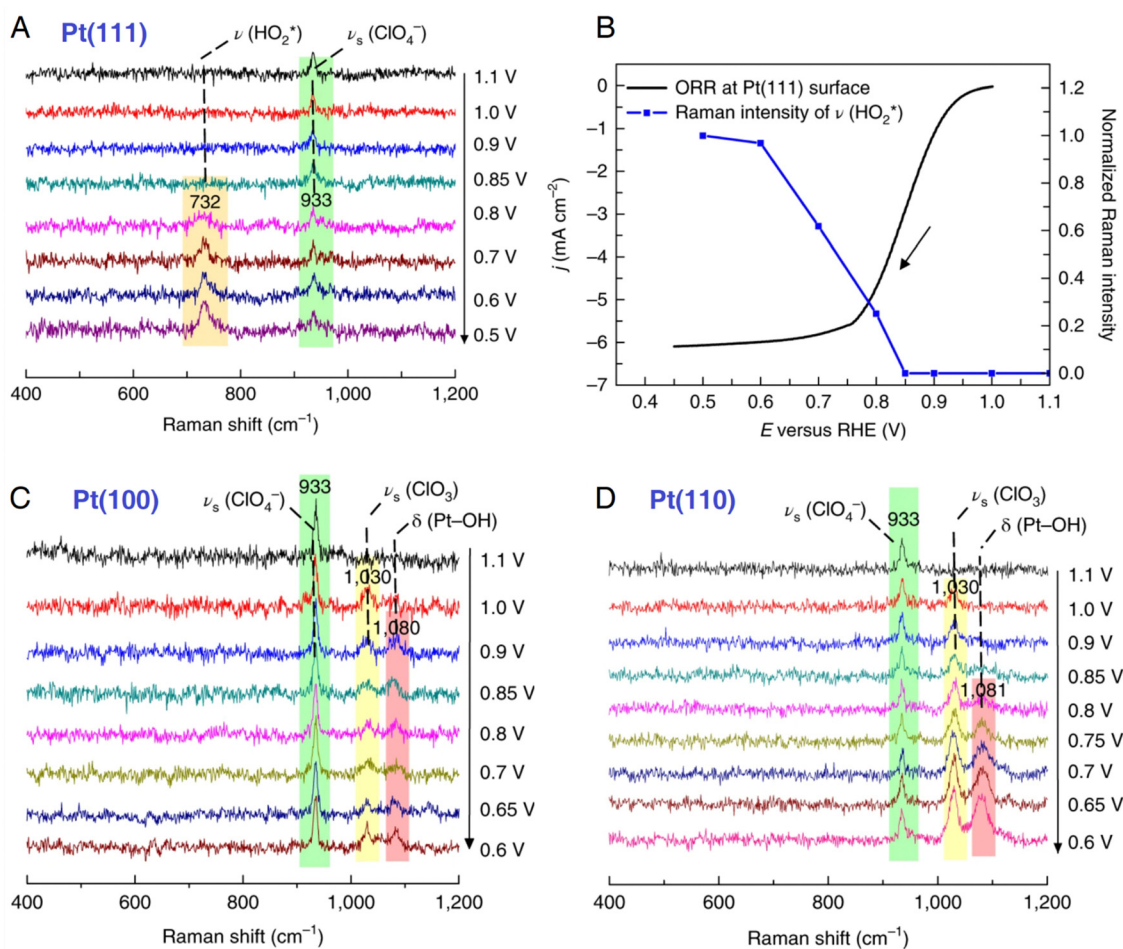 A
Pt(111)
ν (HO₂*)
νₛ (ClO₄⁻)
1.1 V
1.0 V
0.9 V
0.85 V
732
933
0.8 V
0.7 V
0.6 V
0.5 V
400 600 800 1,000 1,200
Raman shift (cm⁻¹)
B
ORR at Pt(111) surface
Raman intensity of ν (HO₂*)
0
−1
−2
−3
−4
−5
−6
−7
j (mA cm⁻²)
1.2
1.0
0.8
0.6
0.4
0.2
0.0
Normalized Raman intensity
0.4 0.5 0.6 0.7 0.8 0.9 1.0 1.1
E versus RHE (V)
C
Pt(100)
933
νₛ (ClO₄⁻)
νₛ (ClO₃)
δ (Pt–OH)
1.1 V
1,030
1.0 V
1,080
0.9 V
0.85 V
0.8 V
0.7 V
0.65 V
0.6 V
400 600 800 1,000 1,200
Raman shift (cm⁻¹)
D
Pt(110)
νₛ (ClO₄⁻)
933
νₛ (ClO₃)
δ (Pt–OH)
1.1 V
1,030
1.0 V
0.9 V
0.85 V
1,081
0.8 V
0.75 V
0.7 V
0.65 V
0.6 V
400 600 800 1,000 1,200
Raman shift (cm⁻¹)